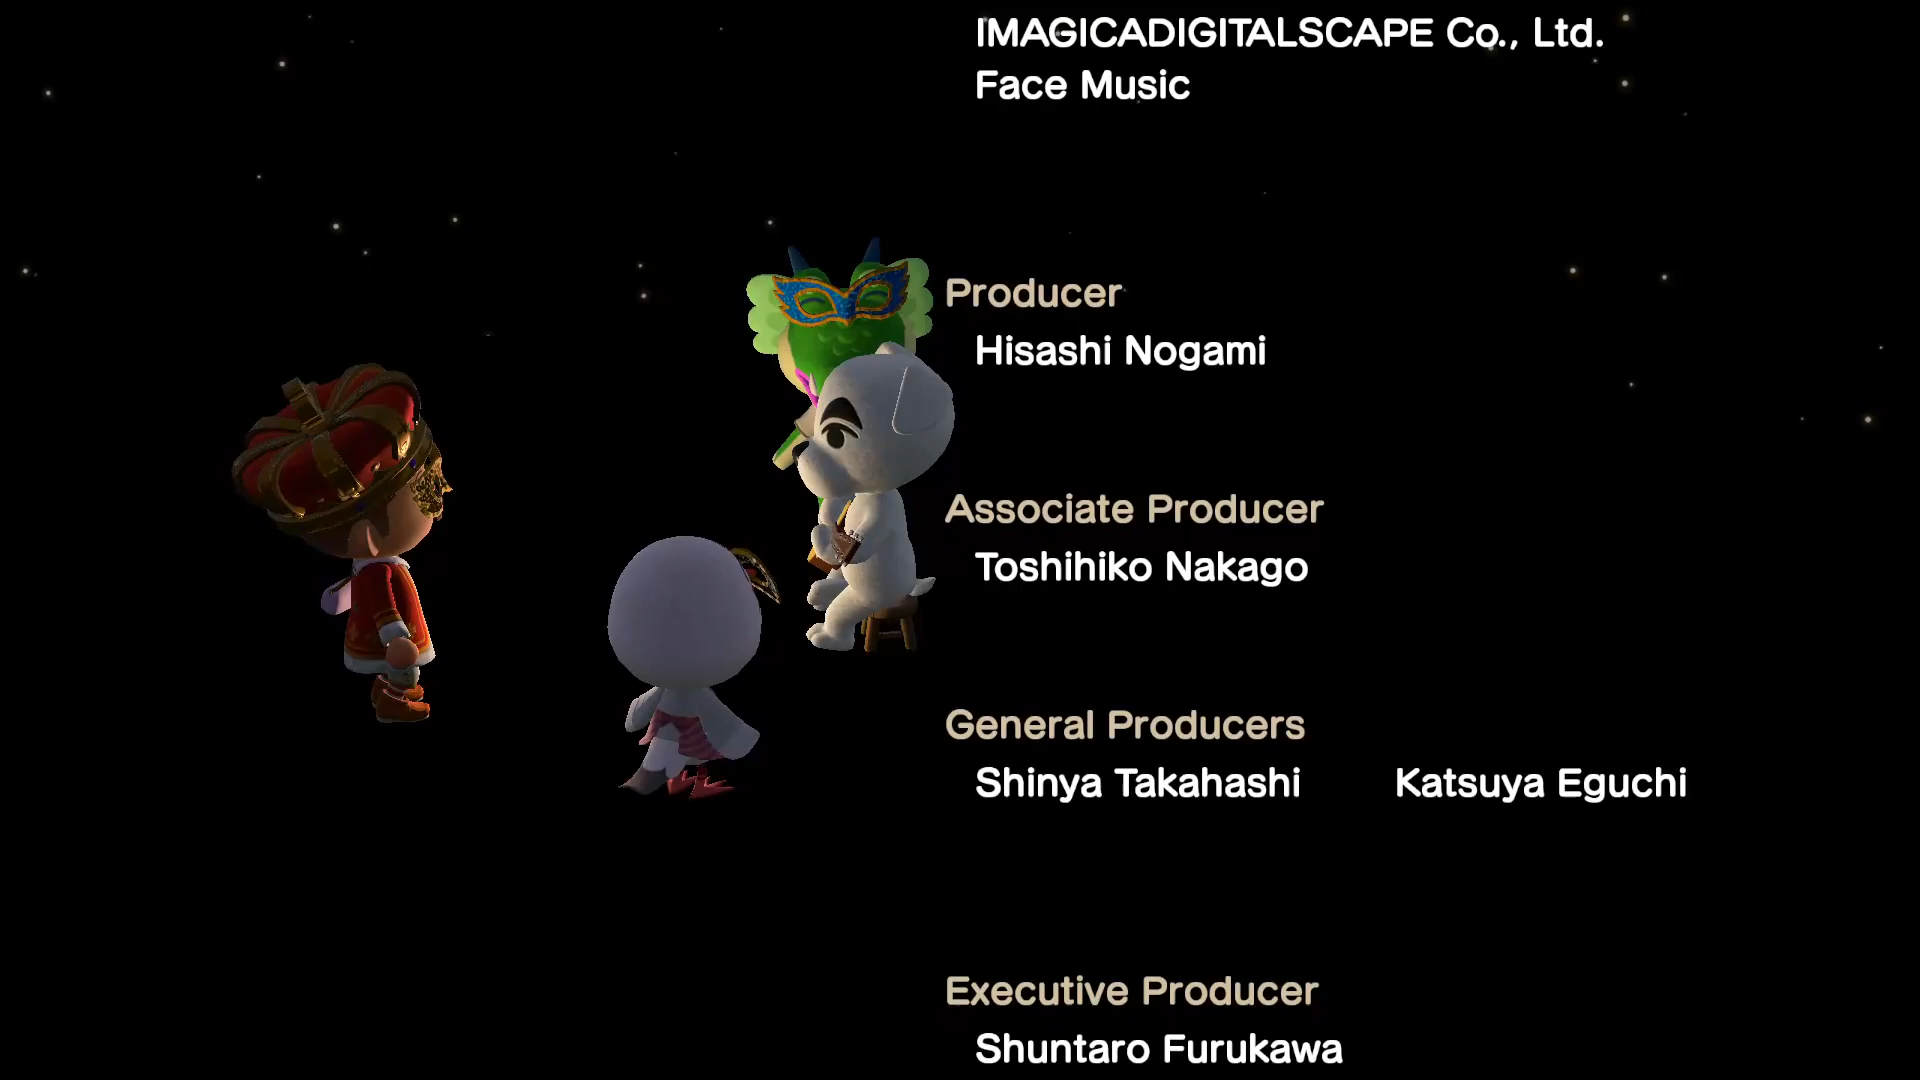 IMAGICADIGITALSCAPE Co., Ltd.
Face Music
Producer
Hisashi Nogami
Associate Producer
Toshihiko Nakago
General Producers
Shinya Takahashi Katsuya Eguchi
Executive Producer
Shuntaro Furukawa